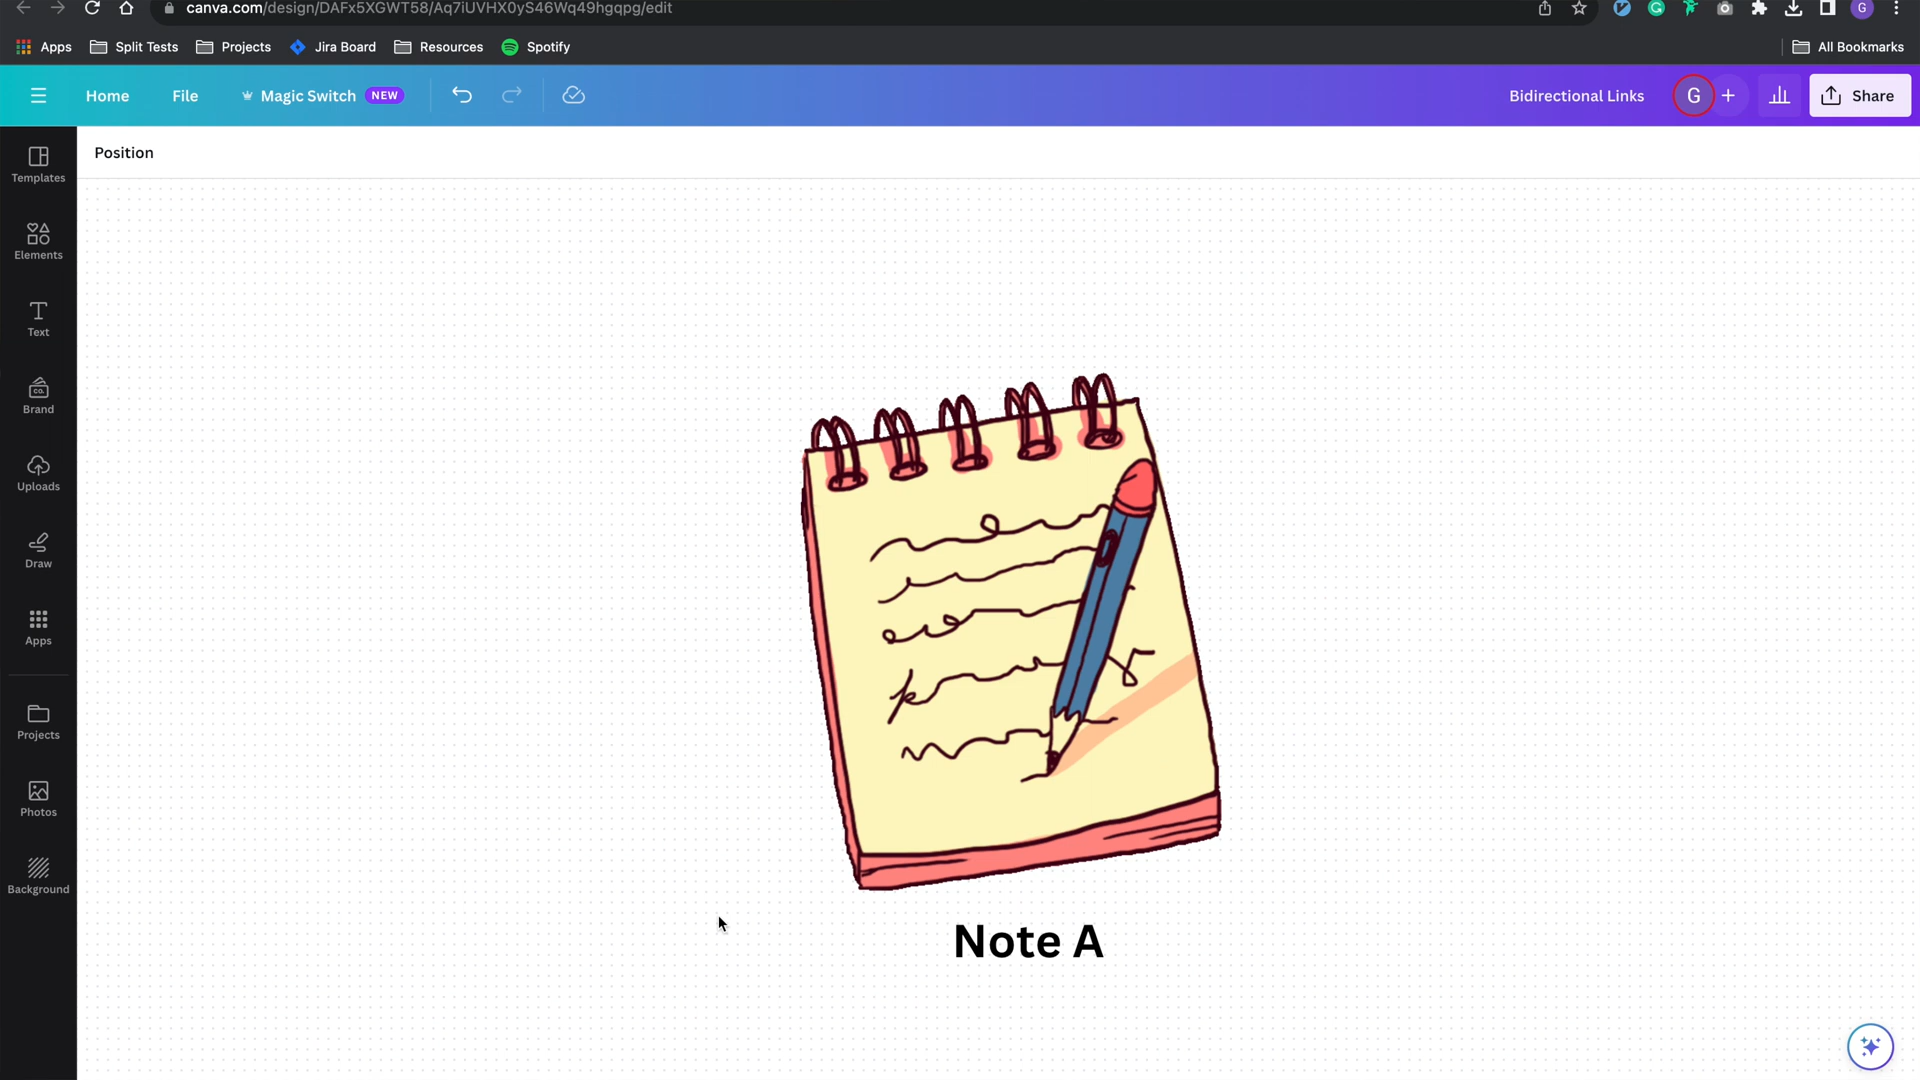 canva.com/design/DAFx5XGWT58/Aq7iUVHX0yS46Wq49hgqpg/edit
G
Apps Split Tests Projects Jira Board Resources Spotify All Bookmarks
Home File Magic Switch NEW Bidirectional Links G + Share
Position
Templates
Elements
Text
CO.
Brand
Uploads
Draw
Apps
Projects
Photos
Background
Note A